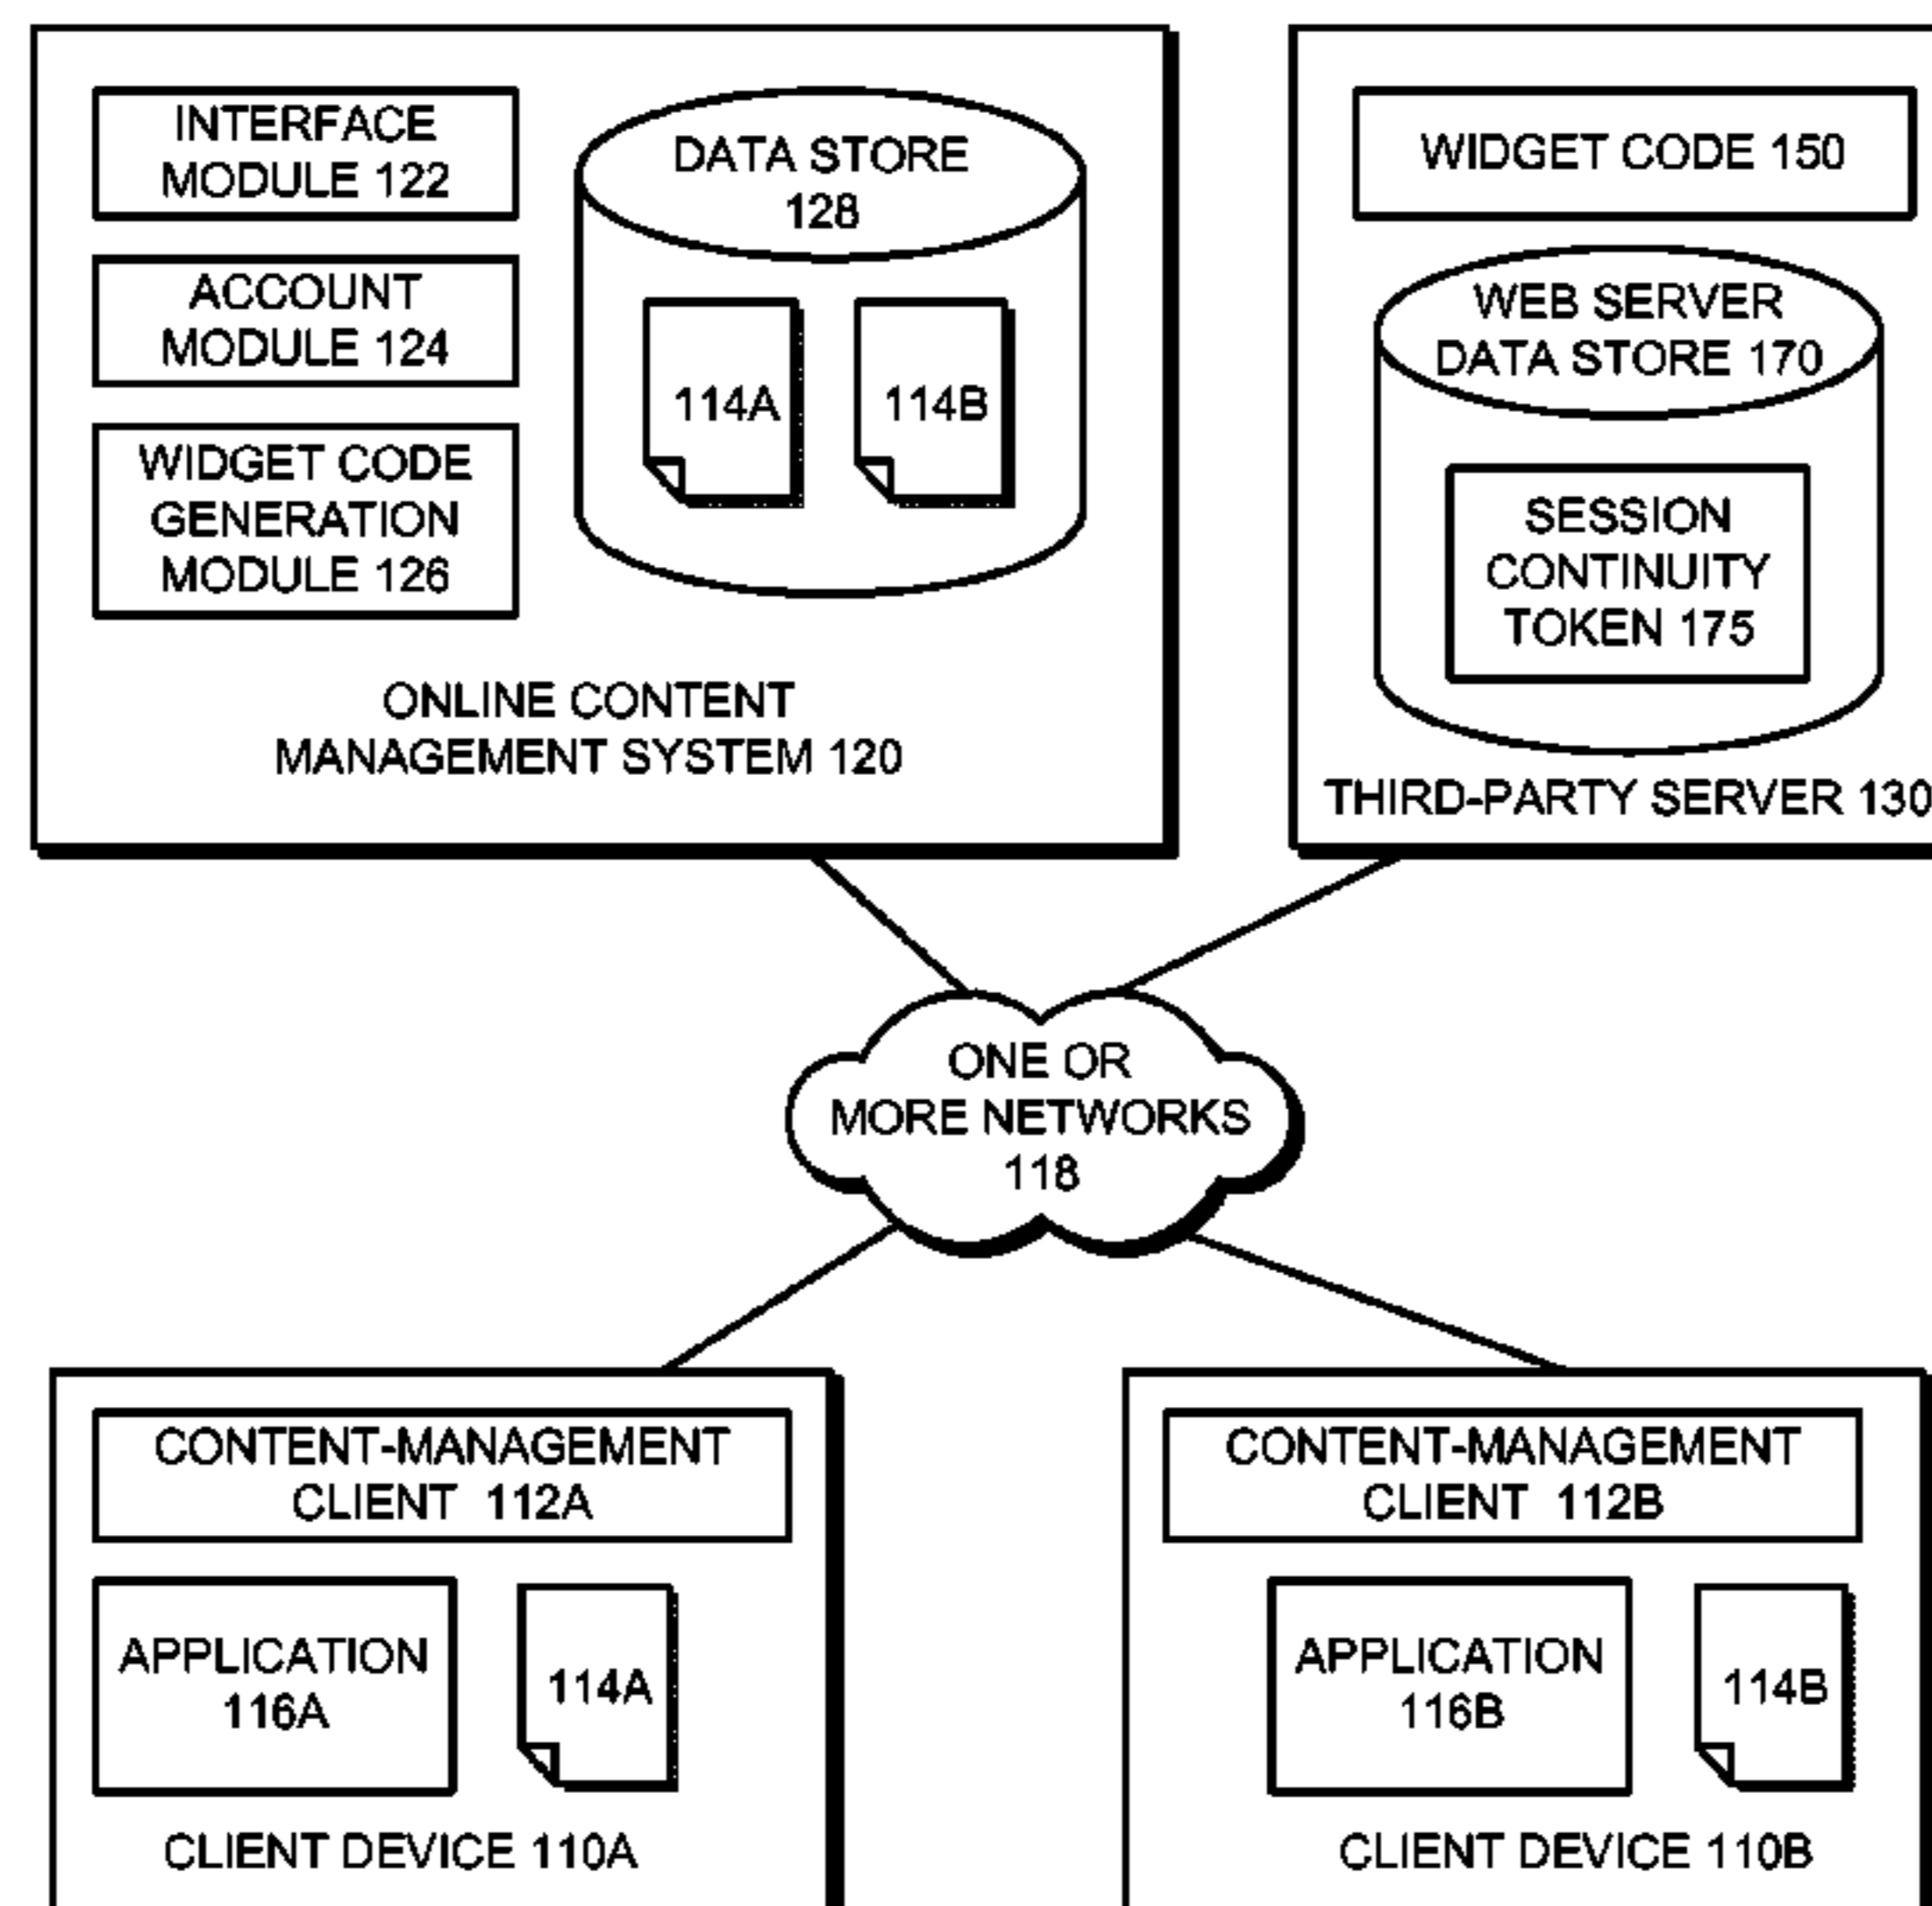 INTERFACE
MODULE 122
ACCOUNT
MODULE 124
WIDGET CODE
GENERATION
MODULE 126
DATA STORE
128
114A
114B
ONLINE CONTENT
MANAGEMENT SYSTEM 120
WIDGET CODE 150
WEB SERVER
DATA STORE 170
SESSION
CONTINUITY
TOKEN 175
THIRD-PARTY SERVER 130
ONE OR
MORE NETWORKS
118
CONTENT-MANAGEMENT
CLIENT 112A
APPLICATION
116A
114A
CLIENT DEVICE 110A
CONTENT-MANAGEMENT
CLIENT 112B
APPLICATION
116B
114B
CLIENT DEVICE 110B